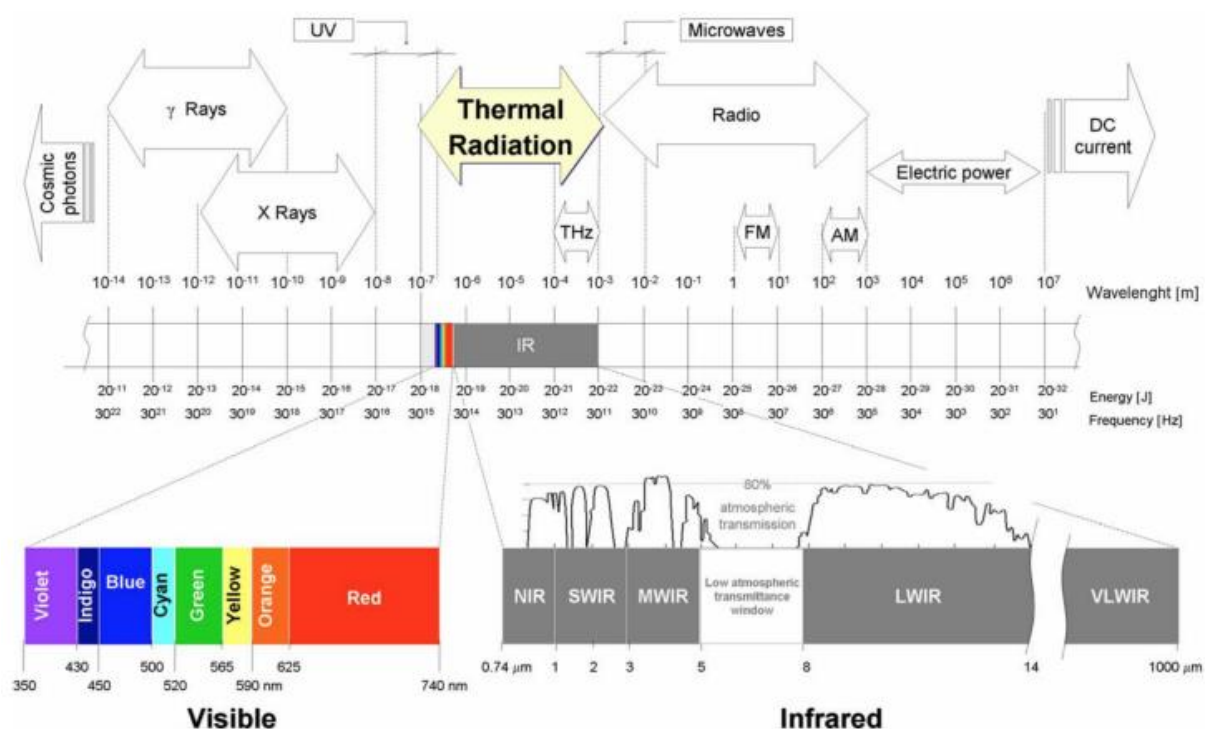 UV
Microwaves
γ Rays
Thermal
Radiation
Radio
DC
current
Cosmic
photons
X Rays
Electric power
THz
FM
AM
10-14 10-13 10-12 10-11 10-10 10-9 10-8 10-7 10-6 10-5 10-4 10-3 10-2 10-1 1 10¹ 10² 10³ 10⁴ 10⁵ 10⁶ 10⁷
Wavelenght [m]
IR
20-11 20-12 20-13 20-14 20-15 20-16 20-17 20-18 20-19 20-20 20-21 20-22 20-23 20-24 20-25 20-26 20-27 20-28 20-29 20-30 20-31 20-32
Energy [J]
30²² 30²¹ 30²⁰ 30¹⁹ 30¹⁸ 30¹⁷ 30¹⁶ 30¹⁵ 30¹⁴ 30¹³ 30¹² 30¹¹ 30¹⁰ 30⁹ 30⁸ 30⁷ 30⁶ 30⁵ 30⁴ 30³ 30² 30¹
Frequency [Hz]
80%
atmospheric
transmission
Violet
Indigo
Blue
Cyan
Green
Yellow
Orange
Red
NIR
SWIR
MWIR
Low atmospheric
transmittance
window
LWIR
VLWIR
430 500 565 625
350 450 520 590 nm 740 nm
0.74 μm 1 2 3 5 8 14 1000 μm
Visible
Infrared